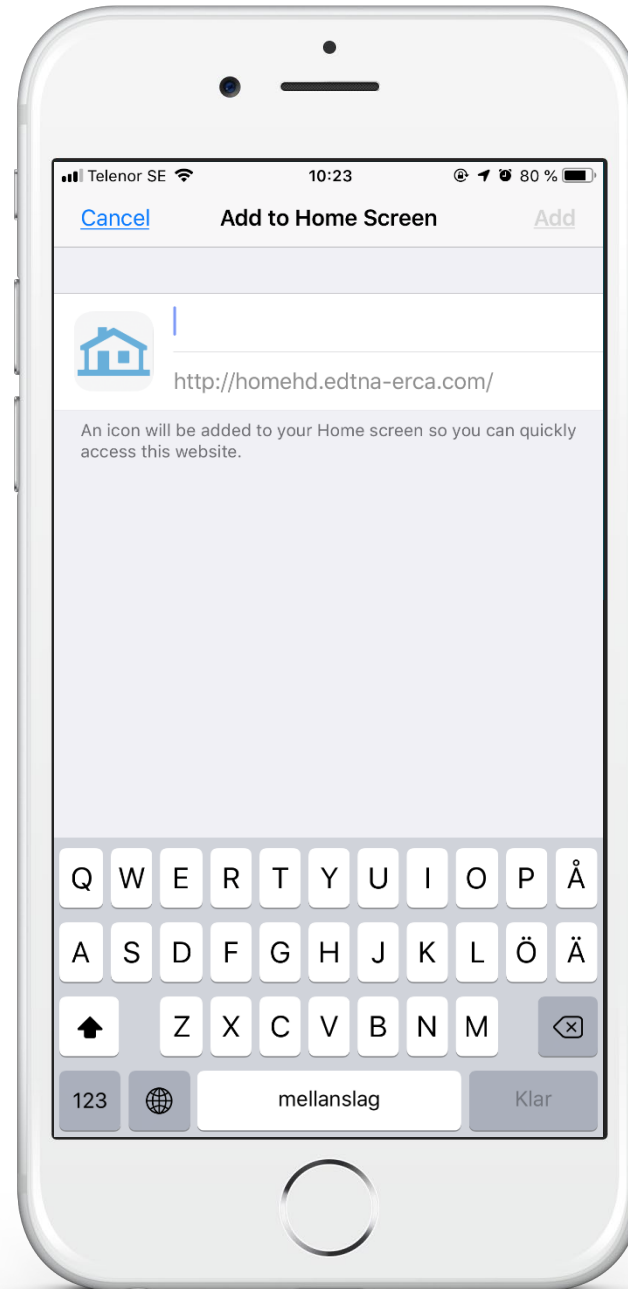 Telenor SE 10:23 80 %
Cancel Add to Home Screen Add
http://homehd.edtna-erca.com/
An icon will be added to your Home screen so you can quickly
access this website.
Q W E R T Y U I O P Å
A S D F G H J K L Ö Ä
Z X C V B N M
123 mellanslag Klar